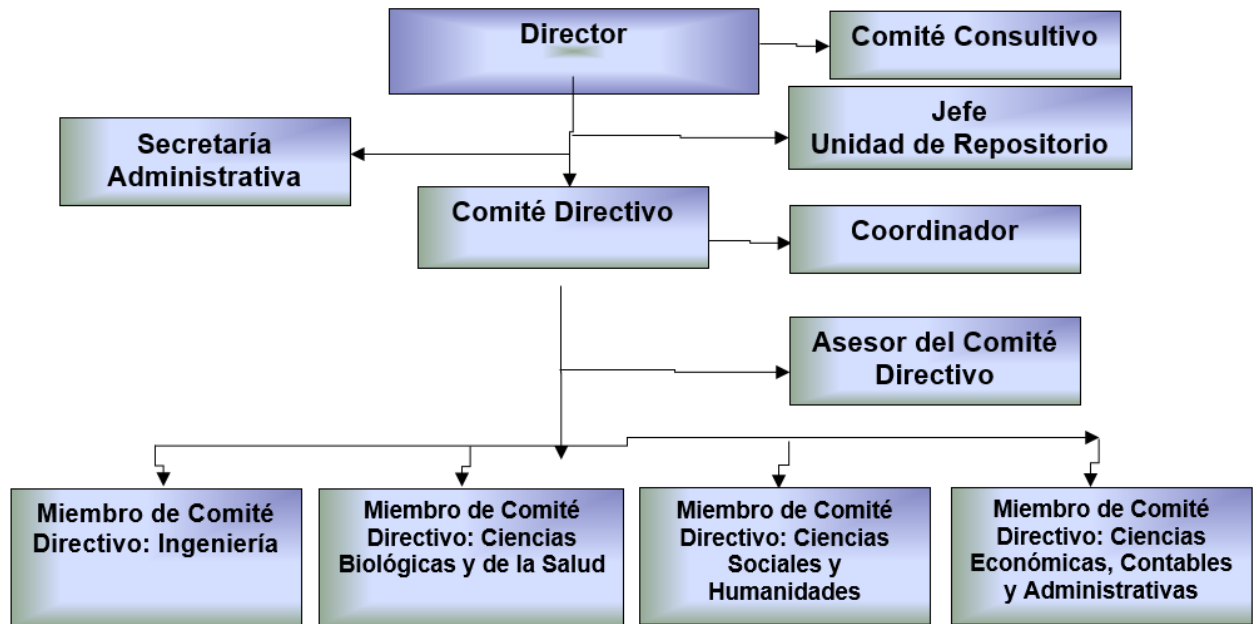 Director
Comité Consultivo
Jefe
Unidad de Repositorio
Secretaría
Administrativa
Comité Directivo
Coordinador
Asesor del Comité
Directivo
Miembro de Comité
Directivo: Ingeniería
Miembro de Comité
Directivo: Ciencias
Biológicas y de la Salud
Miembro de Comité
Directivo: Ciencias
Sociales y
Humanidades
Miembro de Comité
Directivo: Ciencias
Económicas, Contables
y Administrativas